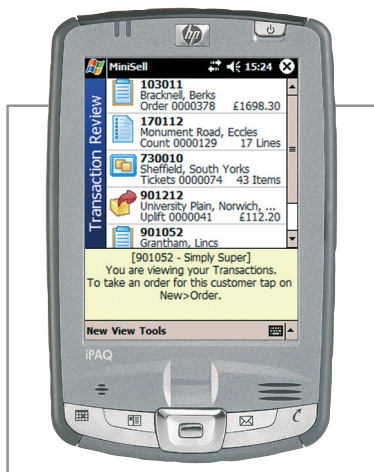 hp
MiniSell 15:24
Transaction Review
103011
Bracknell, Berks
Order 0000378 £1698.30
170112
Monument Road, Eccles
Count 0000129 17 Lines
730010
Sheffield, South Yorks
Tickets 0000074 43 Items
901212
University Plain, Norwich, ...
Uplift 0000041 £112.20
901052
Grantham, Lincs
[901052 - Simply Super]
You are viewing your Transactions.
To take an order for this customer tap on
New>Order.
New View Tools
iPAQ